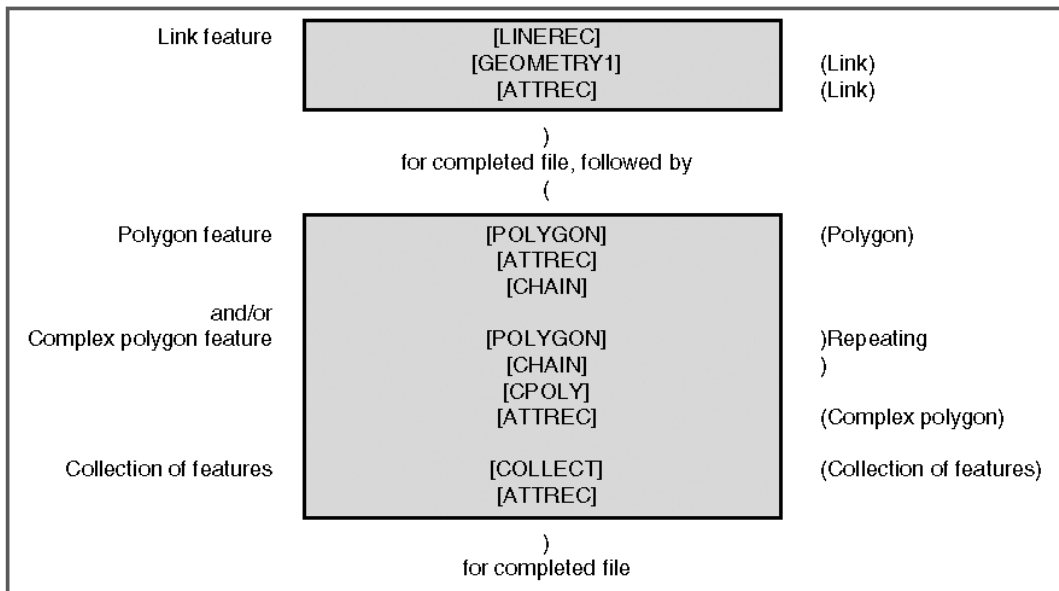 Link feature [LINEREC]
[GEOMETRY1] (Link)
[ATTREC] (Link)
)
for completed file, followed by
(
Polygon feature [POLYGON] (Polygon)
[ATTREC]
[CHAIN]
and/or
Complex polygon feature [POLYGON] )Repeating
[CHAIN] )
[CPOLY]
[ATTREC] (Complex polygon)
Collection of features [COLLECT] (Collection of features)
[ATTREC]
)
for completed file